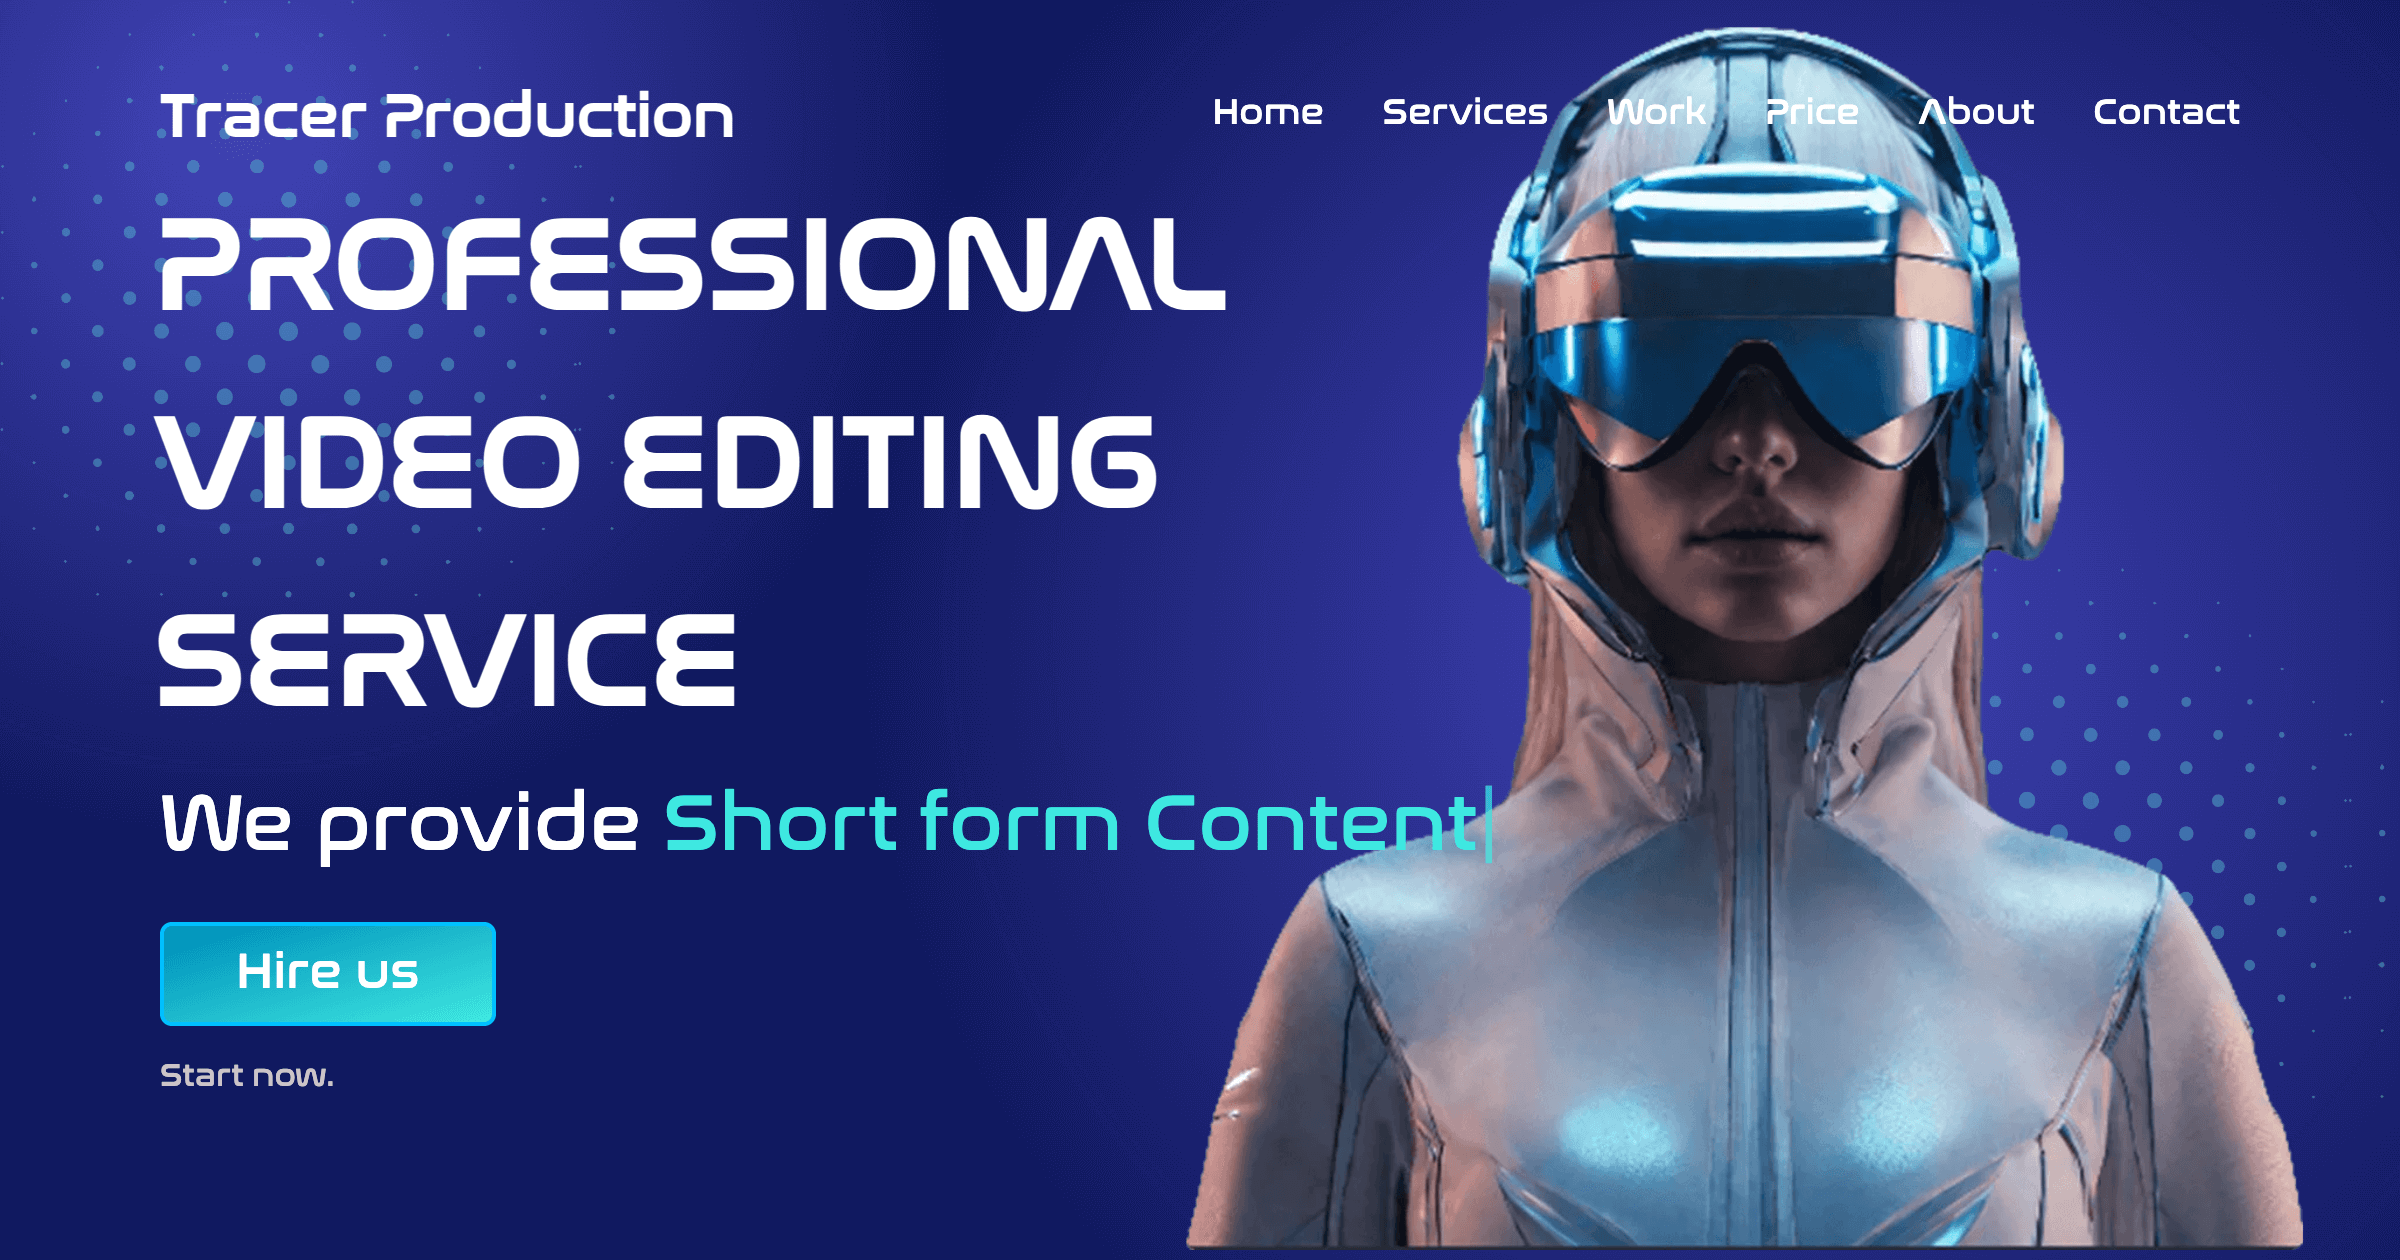 Tracer Production
Home Services Work Price About Contact
PROFESSIONAL
VIDEO EDITING
SERVICE
We provide Short form Content|
Hire us
Start now.